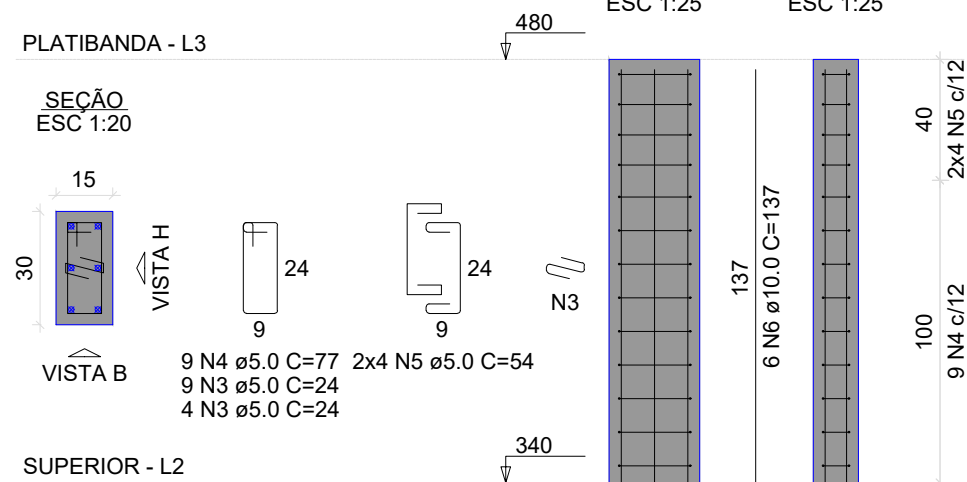 ESC 1:25
ESC 1:25
480
PLATIBANDA - L3
SEÇÃO
ESC 1:20
15
30
VISTA H
VISTA B
24
9
9 N4 ø5.0 C=77
9 N3 ø5.0 C=24
4 N3 ø5.0 C=24
24
9
2x4 N5 ø5.0 C=54
N3
137
6 N6 ø10.0 C=137
40
2x4 N5 c/12
100
9 N4 c/12
340
SUPERIOR - L2